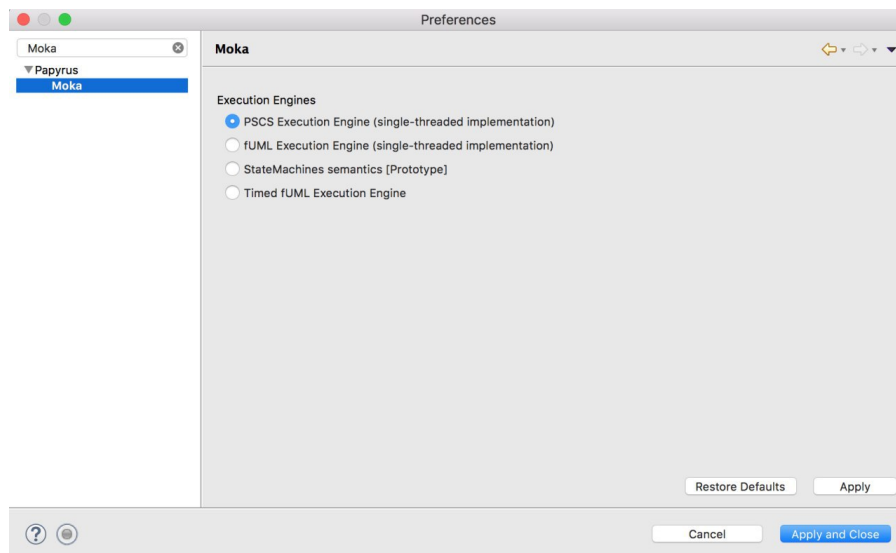 Preferences
Moka
Moka
Papyrus
Moka
Execution Engines
PSCS Execution Engine (single-threaded implementation)
fUML Execution Engine (single-threaded implementation)
StateMachines semantics [Prototype]
Timed fUML Execution Engine
Restore Defaults
Apply
?
Cancel
Apply and Close